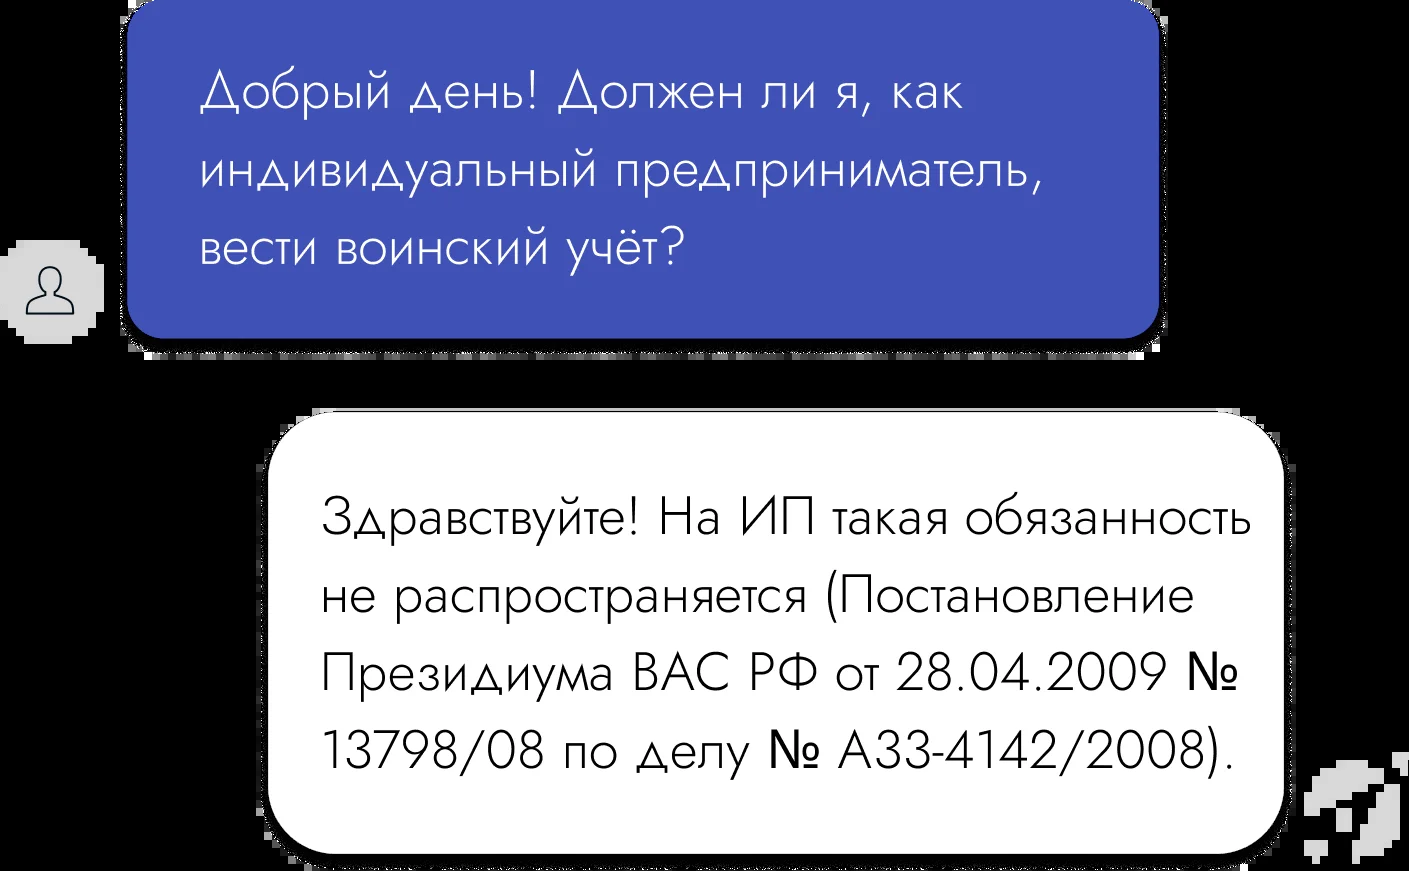 Добрый день! Должен ли я, как
индивидуальный предприниматель,
вести воинский учёт?
Здравствуйте! На ИП такая обязанность
не распространяется (Постановление
Президиума ВАС РФ от 28.04.2009 №
13798/08 по делу № А33-4142/2008).